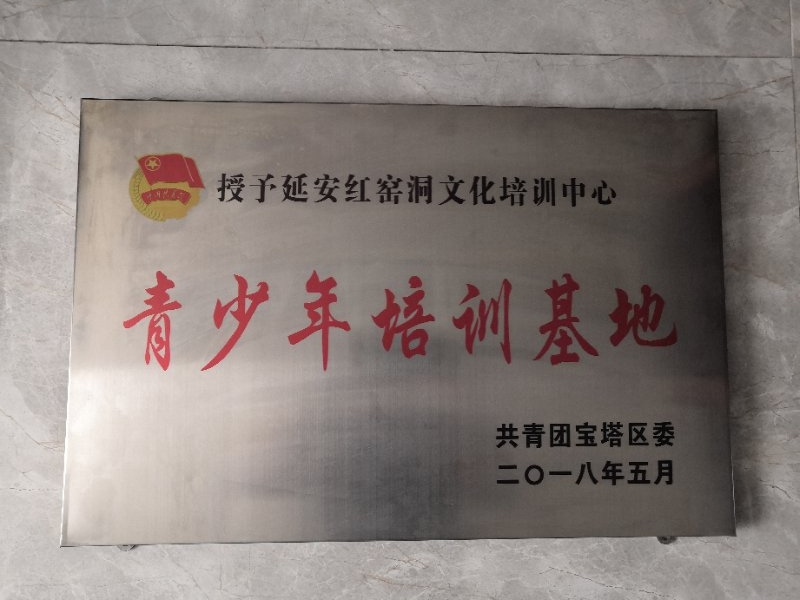 授予延安红窑洞文化培训中心
青少年培训基地
共青团宝塔区委
二〇一八年五月